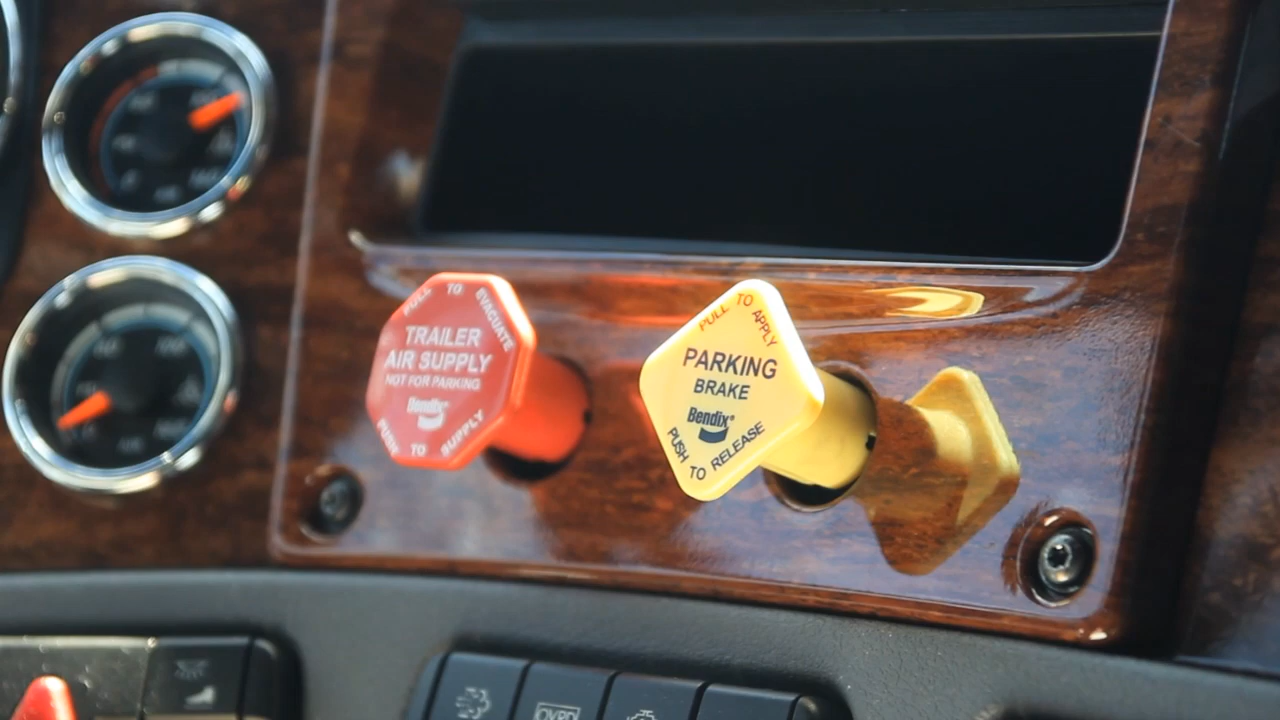 PULL TO EVACUATE
TRAILER
AIR SUPPLY
NOT FOR PARKING
Bendix®
PUSH TO SUPPLY
PULL TO APPLY
PARKING
BRAKE
Bendix®
PUSH TO RELEASE
OVRD